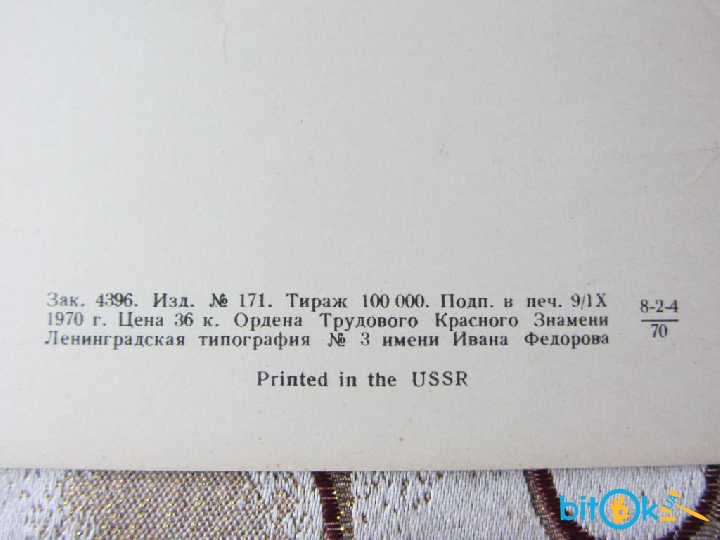 Зак. 4396. Изд. № 171. Тираж 100 000. Подп. в печ. 9/IX
1970 г. Цена 36 к. Ордена Трудового Красного Знамени
Ленинградская типография № 3 имени Ивана Федорова
8-2-4
70
Printed in the USSR
bitok